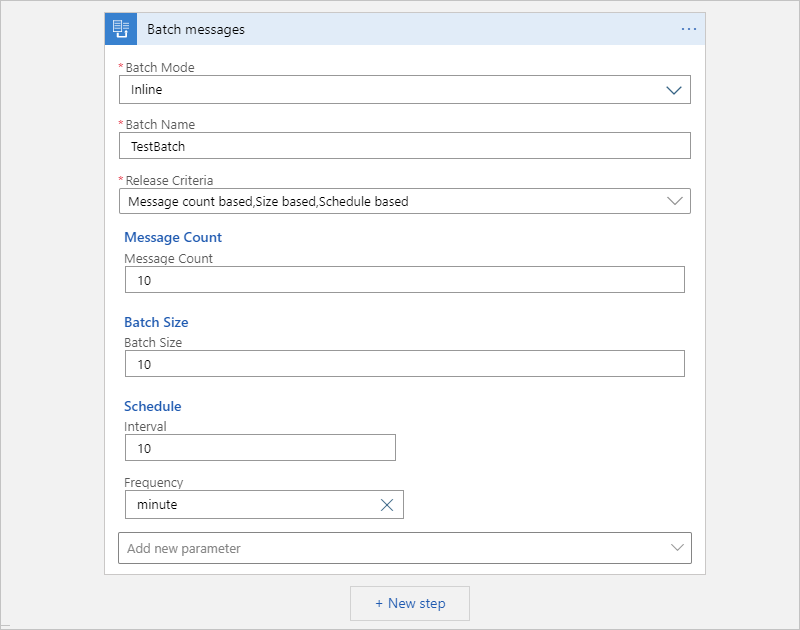 Batch messages
...
*Batch Mode
Inline
*Batch Name
TestBatch
*Release Criteria
Message count based,Size based,Schedule based
Message Count
Message Count
10
Batch Size
Batch Size
10
Schedule
Interval
10
Frequency
minute
Add new parameter
+ New step